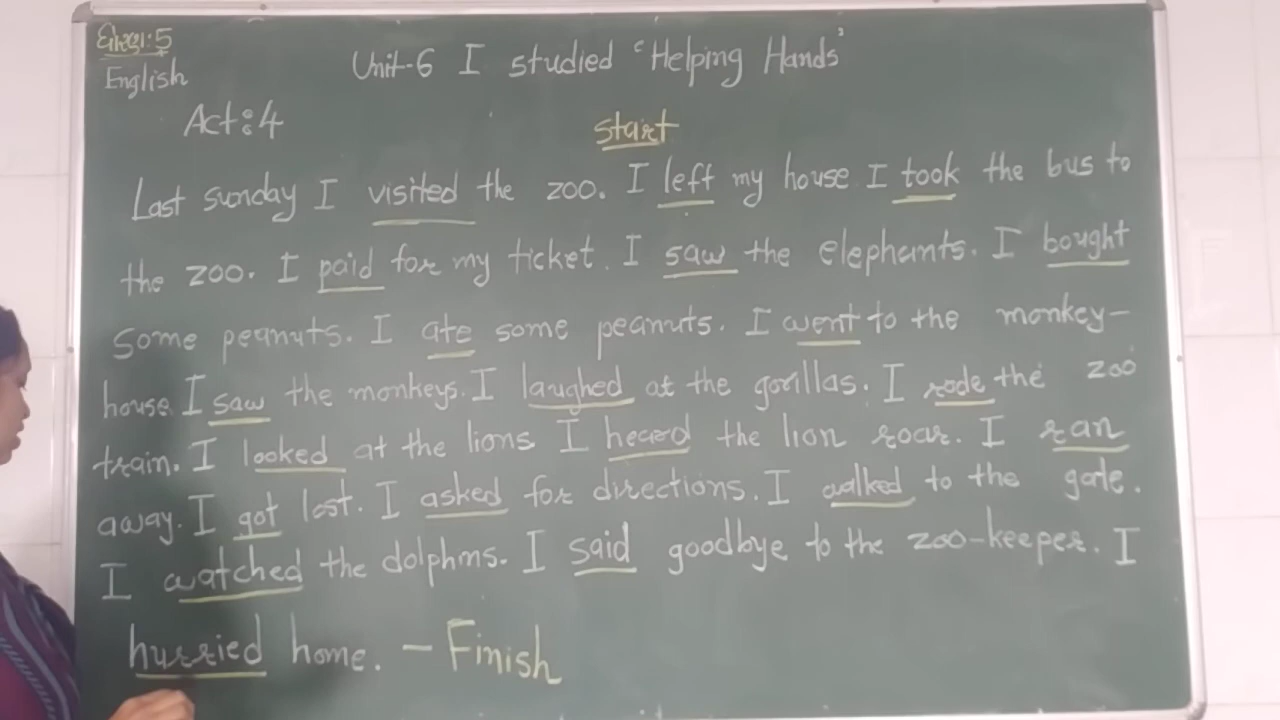 ધોરણ:5
English
Unit-6 I studied 'Helping Hands'
Act:4
Start
Last sunday I visited the zoo. I left my house I took the bus to
the zoo. I paid for my ticket. I saw the elephants. I bought
some peanuts. I ate some peanuts. I went to the monkey-
house. I saw the monkeys. I laughed at the gorillas. I rode the zoo
train. I looked at the lions I heard the lion roar. I ran
away. I got lost. I asked for directions. I walked to the gate.
I watched the dolphins. I said goodbye to the zoo-keeper. I
hurried home. - Finish